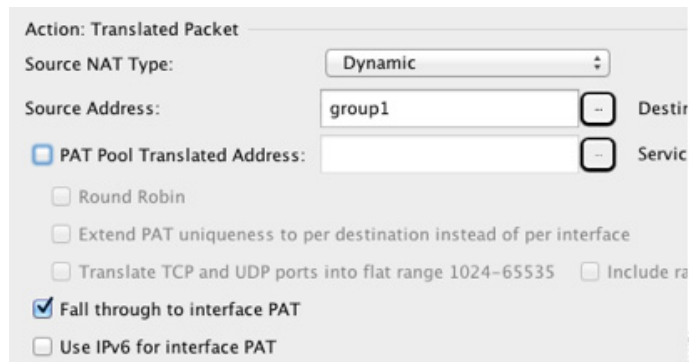 Action: Translated Packet
Source NAT Type: Dynamic
Source Address: group1 ..
PAT Pool Translated Address: ..
Round Robin
Extend PAT uniqueness to per destination instead of per interface
Translate TCP and UDP ports into flat range 1024-65535 Include
Fall through to interface PAT
Use IPv6 for interface PAT